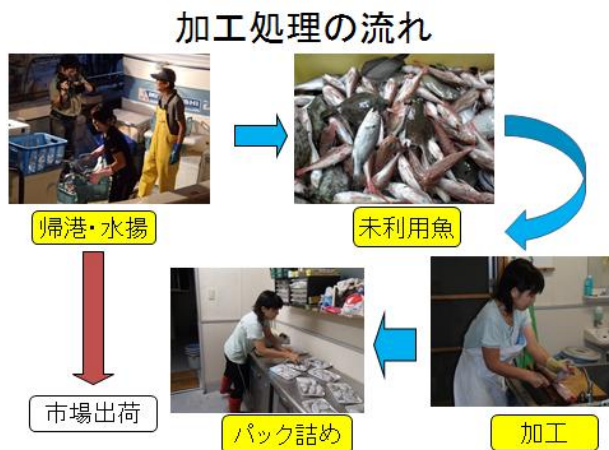 加工処理の流れ
帰港・水揚
未利用魚
市場出荷
パック詰め
加工